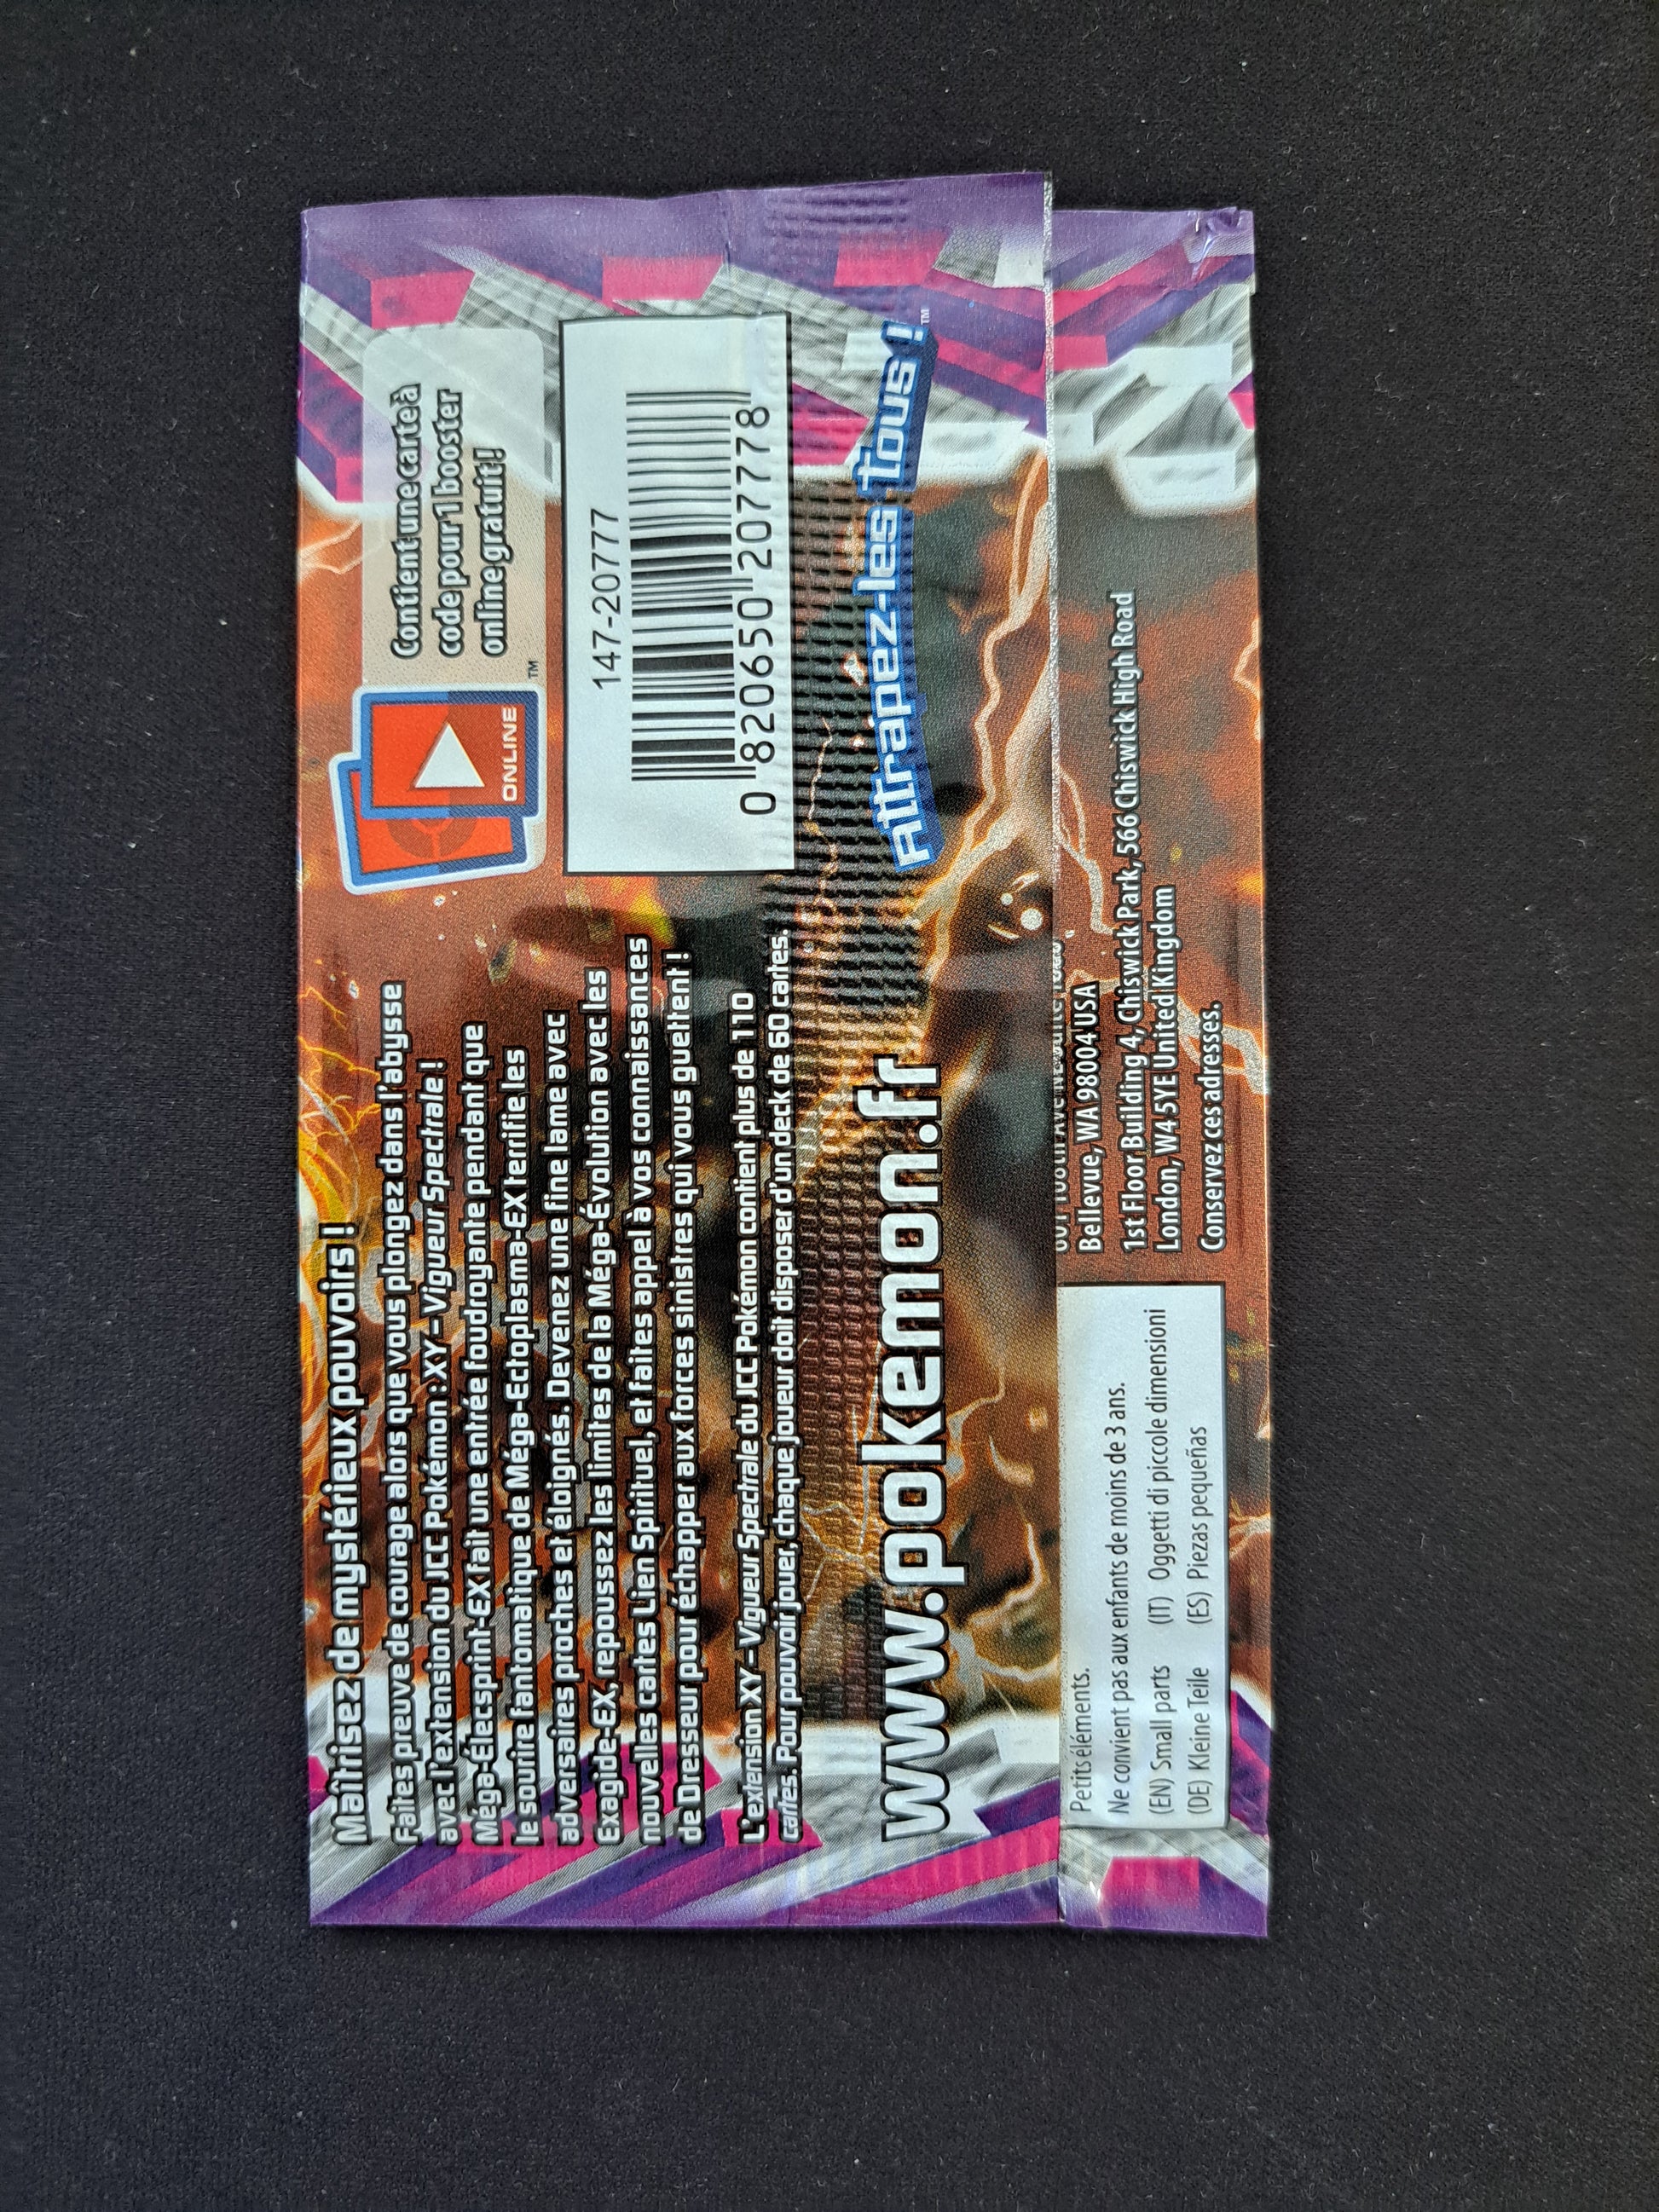 Maîtrisez de mystérieux pouvoirs !
Faites preuve de courage alors que vous plongez dans l'abysse
avec l'extension du JCC Pokémon : XY – Vigueur Spectrale !
Méga-Élecsprint-EX fait une entrée foudroyante pendant que
le sourire fantomatique de Méga-Ectoplasma-EX terrifie les
adversaires proches et éloignés. Devenez une fine lame avec
Exagide-EX, repoussez les limites de la Méga-Évolution avec les
nouvelles cartes Lien Spirituel, et faites appel à vos connaissances
de Dresseur pour échapper aux forces sinistres qui vous guettent !
L'extension XY – Vigueur Spectrale du JCC Pokémon contient plus de 110
cartes. Pour pouvoir jouer, chaque joueur doit disposer d'un deck de 60 cartes.
ONLINE
TM
Contient une carte à
code pour 1 booster
online gratuit !
147-20777
0 820650 207778
www.pokemon.fr
Attrapez-les tous !
TM
Petits éléments.
Ne convient pas aux enfants de moins de 3 ans.
(EN) Small parts (IT) Oggetti di piccole dimensioni
(DE) Kleine Teile (ES) Piezas pequeñas
Bellevue, WA 98004 USA
1st Floor Building 4, Chiswick Park, 566 Chiswick High Road
London, W4 5YE United Kingdom
Conservez ces adresses.